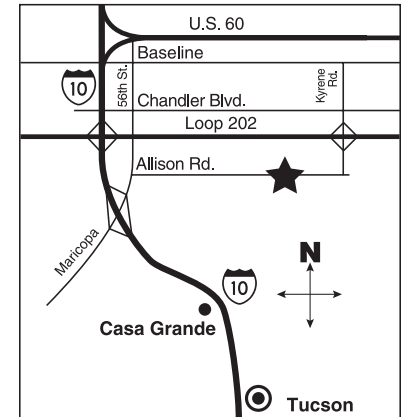 U.S. 60
Baseline
10
56th St.
Chandler Blvd.
Kyrene
Rd.
Loop 202
Allison Rd.
Maricopa
N
10
Casa Grande
Tucson